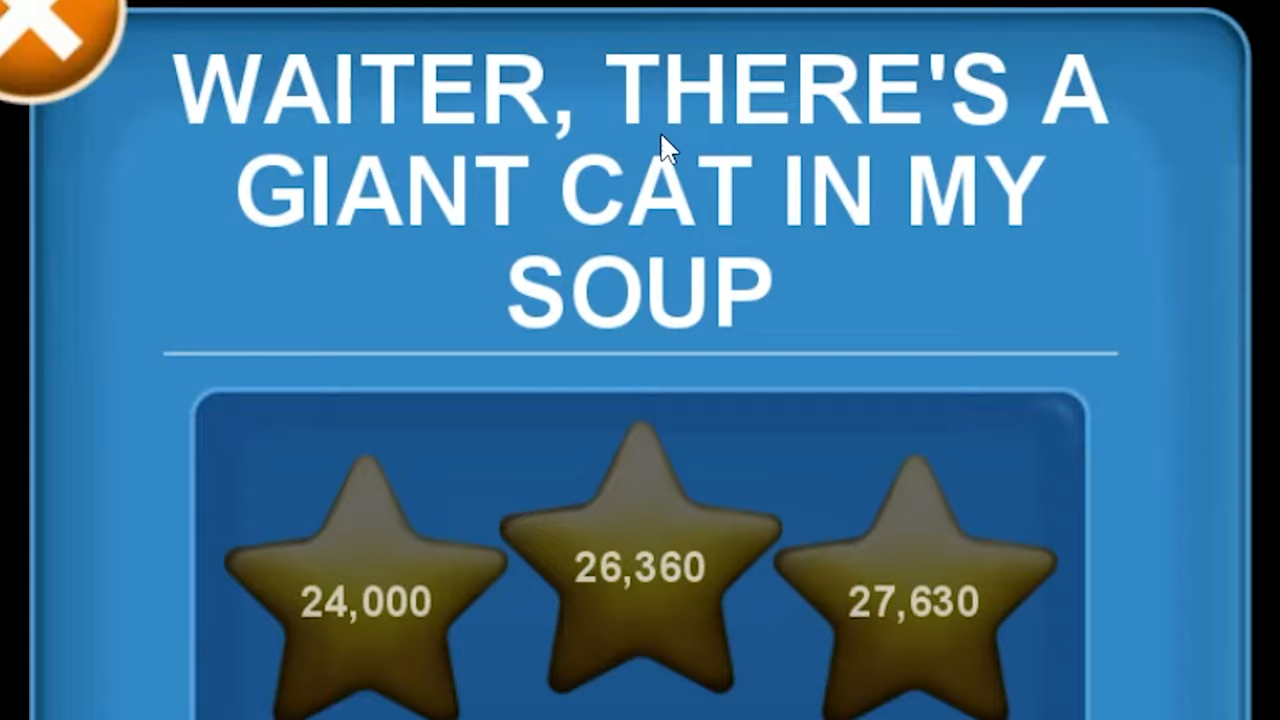 WAITER, THERE'S A
GIANT CAT IN MY
SOUP
24,000
26,360
27,630